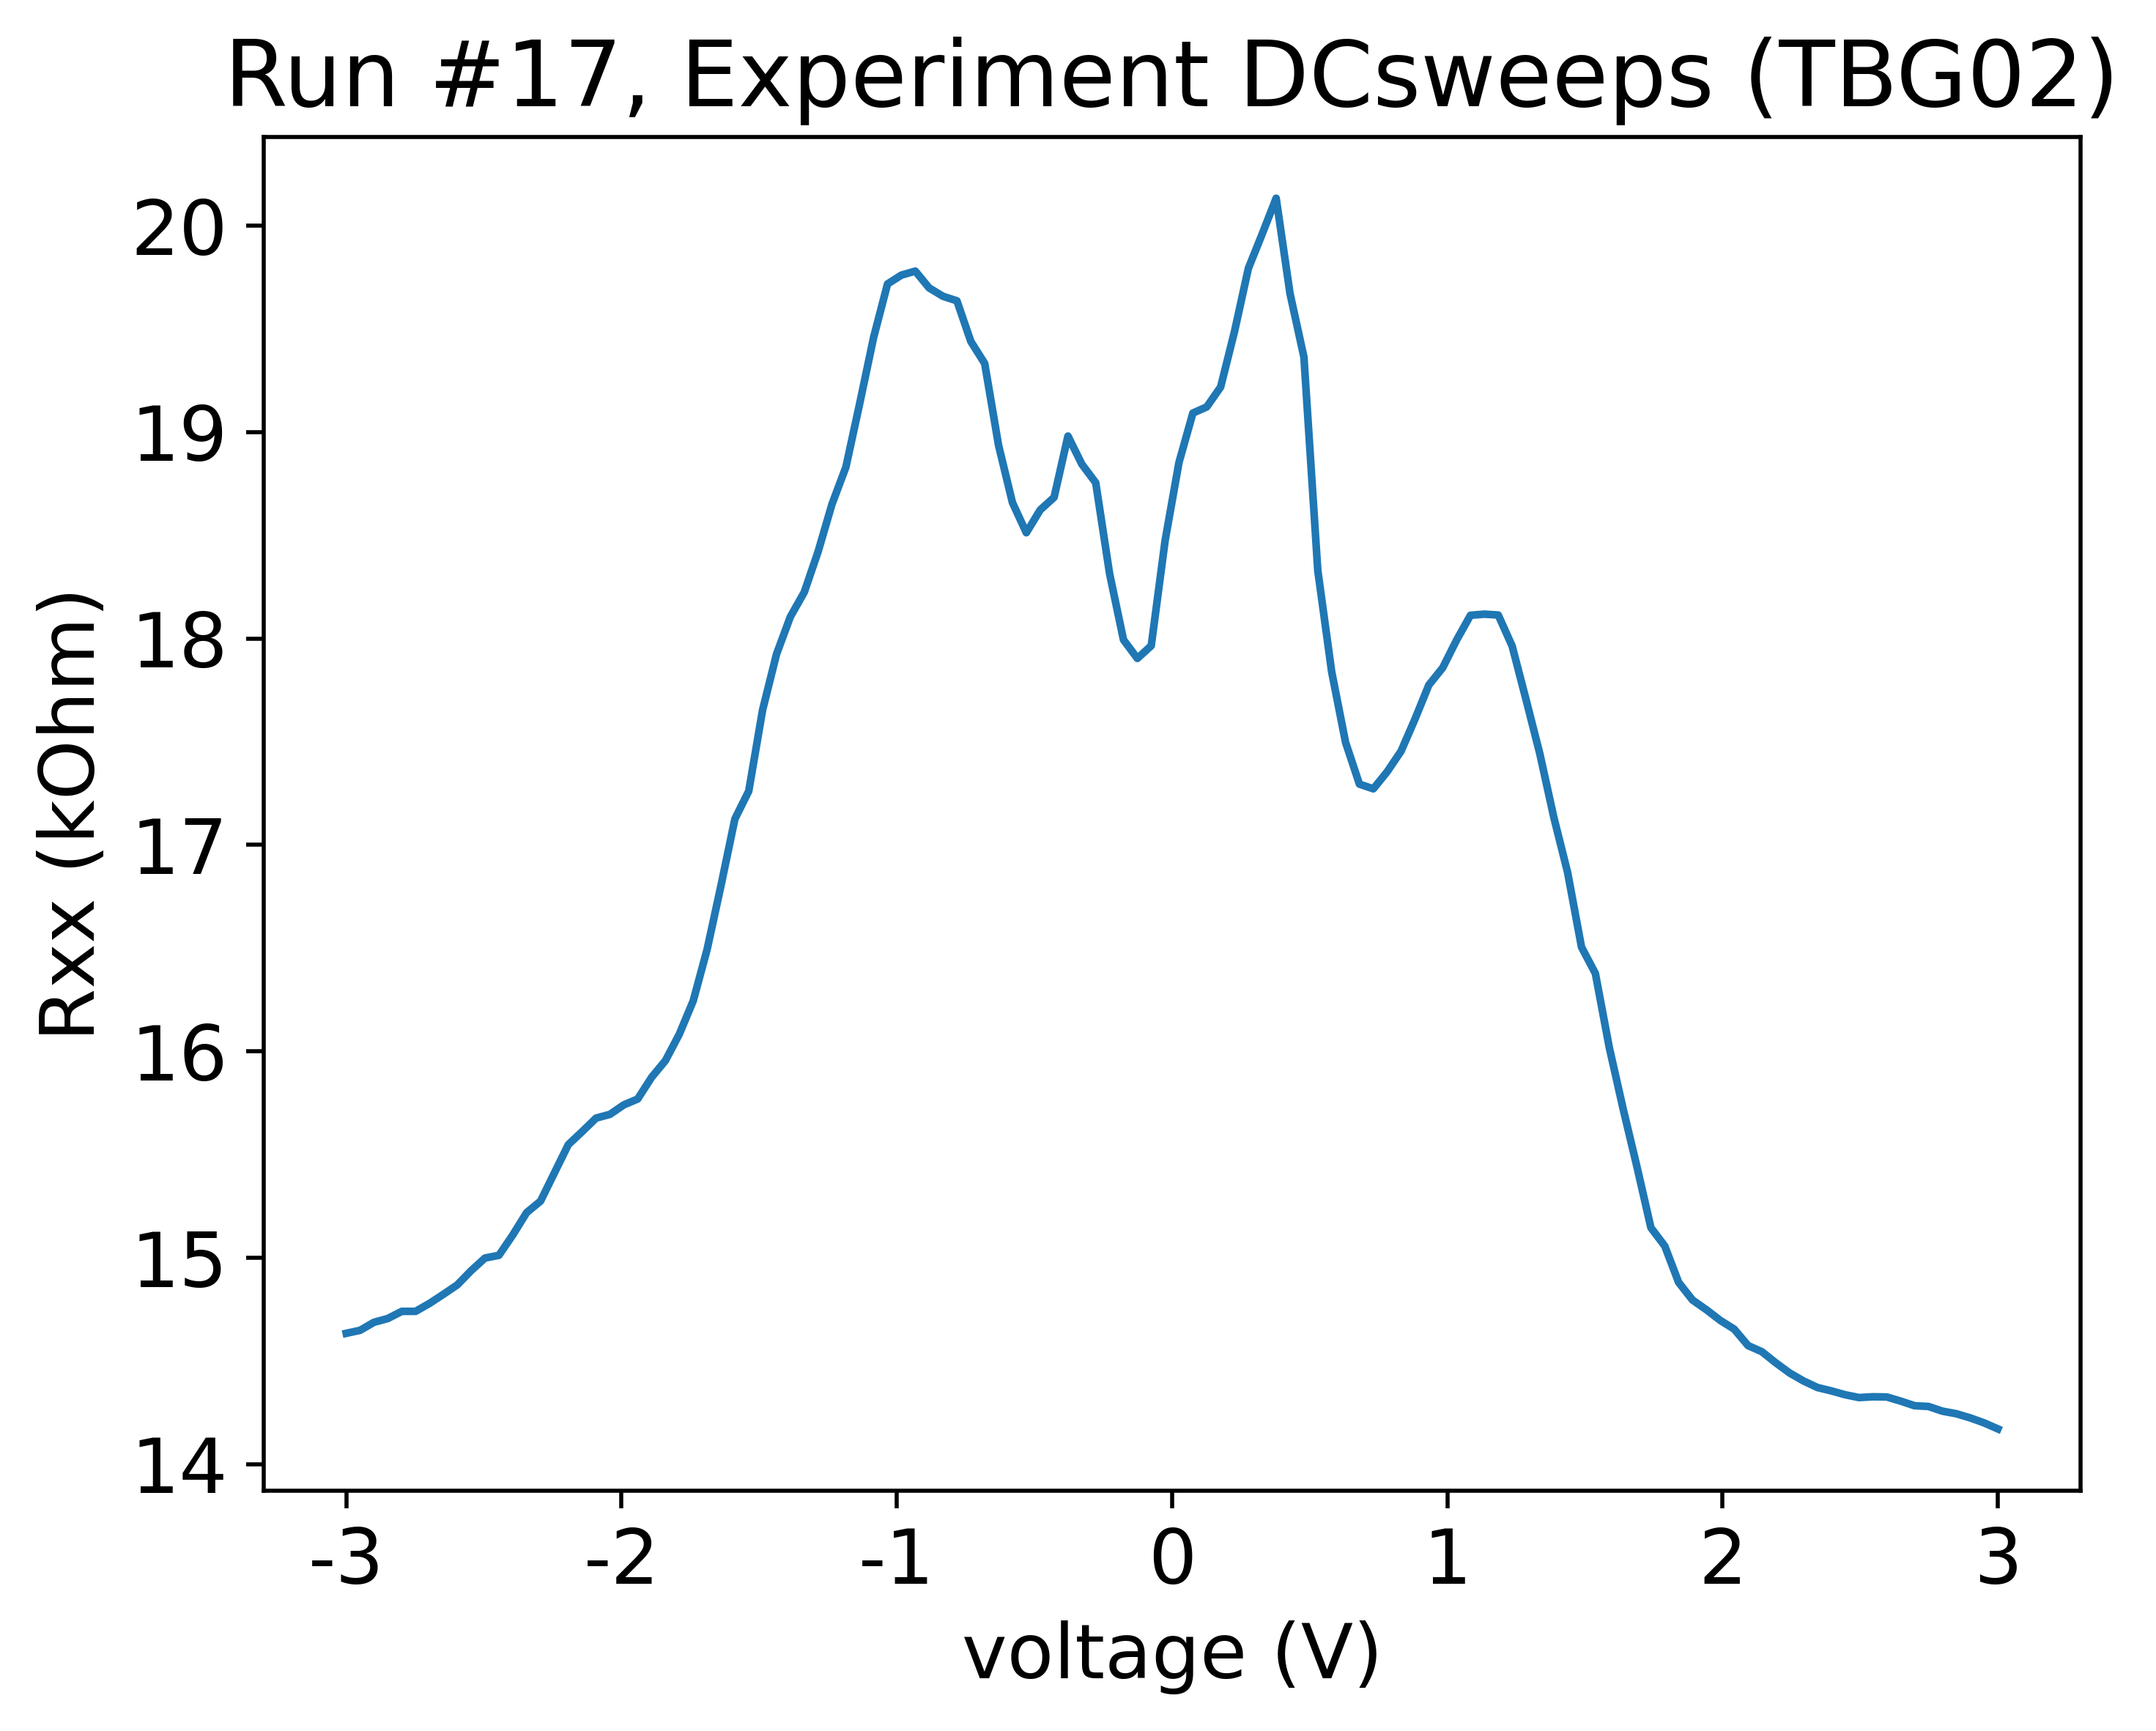 Run #17, Experiment DCsweeps (TBG02)
Rxx (kOhm)
20
19
18
17
16
15
14
-3 -2 -1 0 1 2 3
voltage (V)